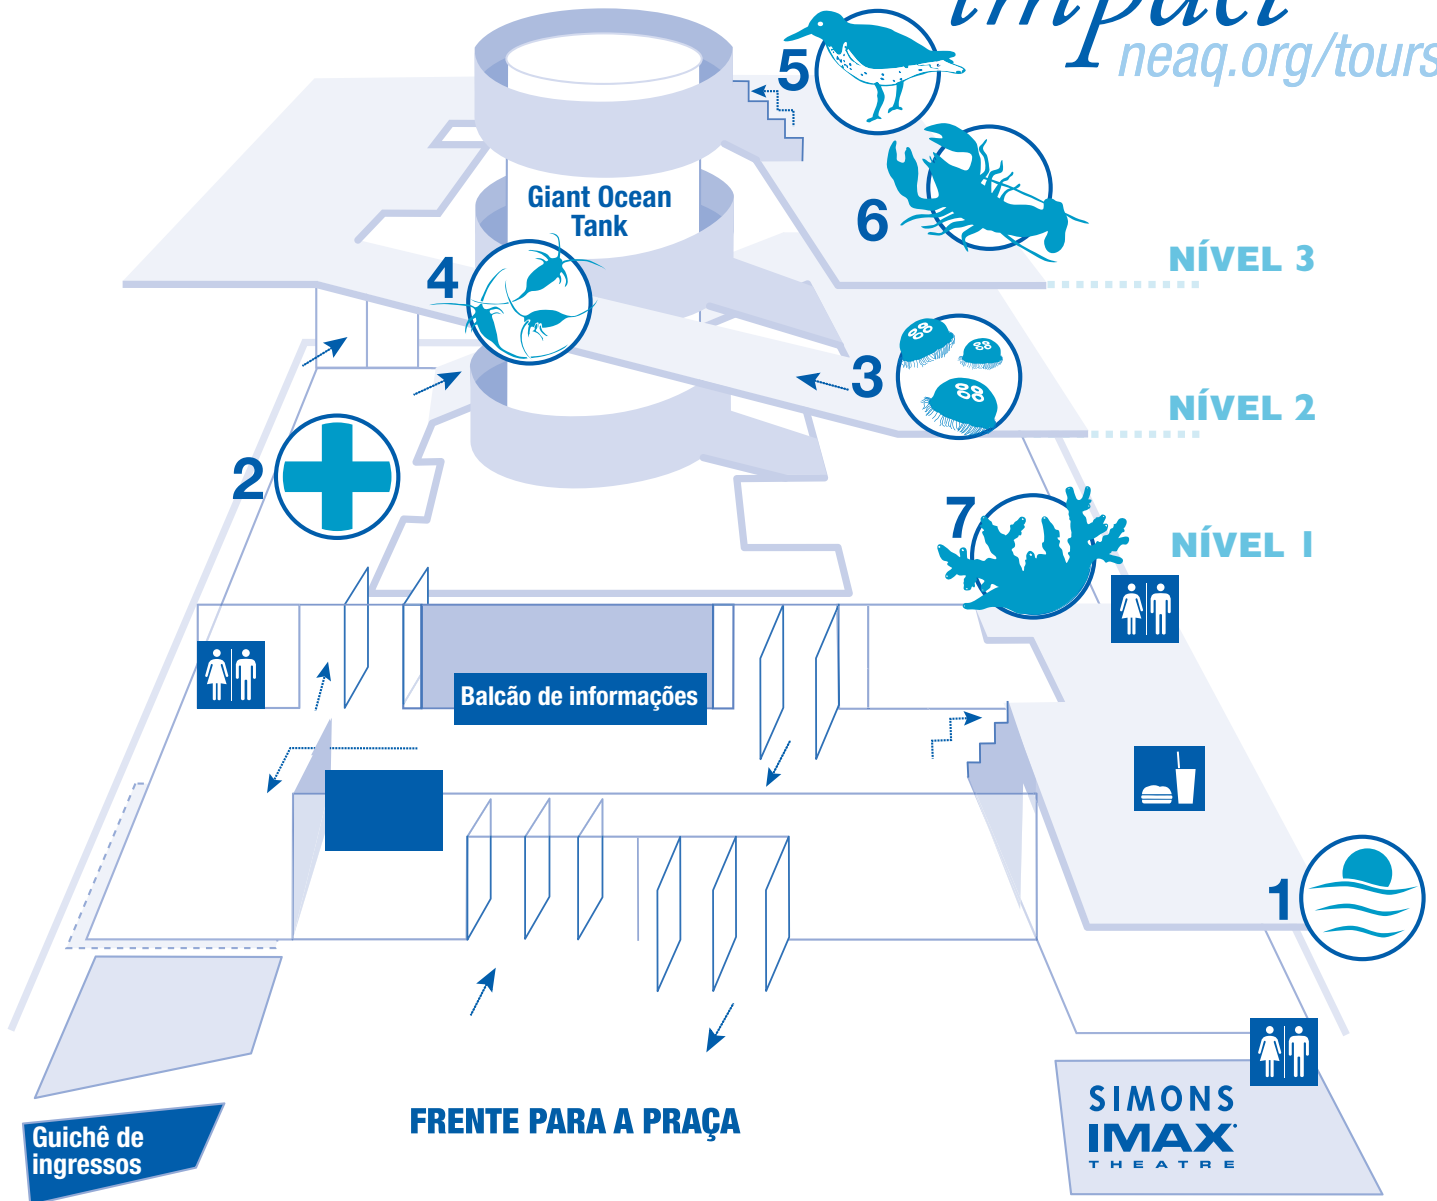 impact
neaq.org/tours
5
Giant Ocean
Tank
6
4
NÍVEL 3
3
NÍVEL 2
2
7
NÍVEL 1
Balcão de informações
1
FRENTE PARA A PRAÇA
SIMONS
IMAX
THEATRE
Guichê de
ingressos